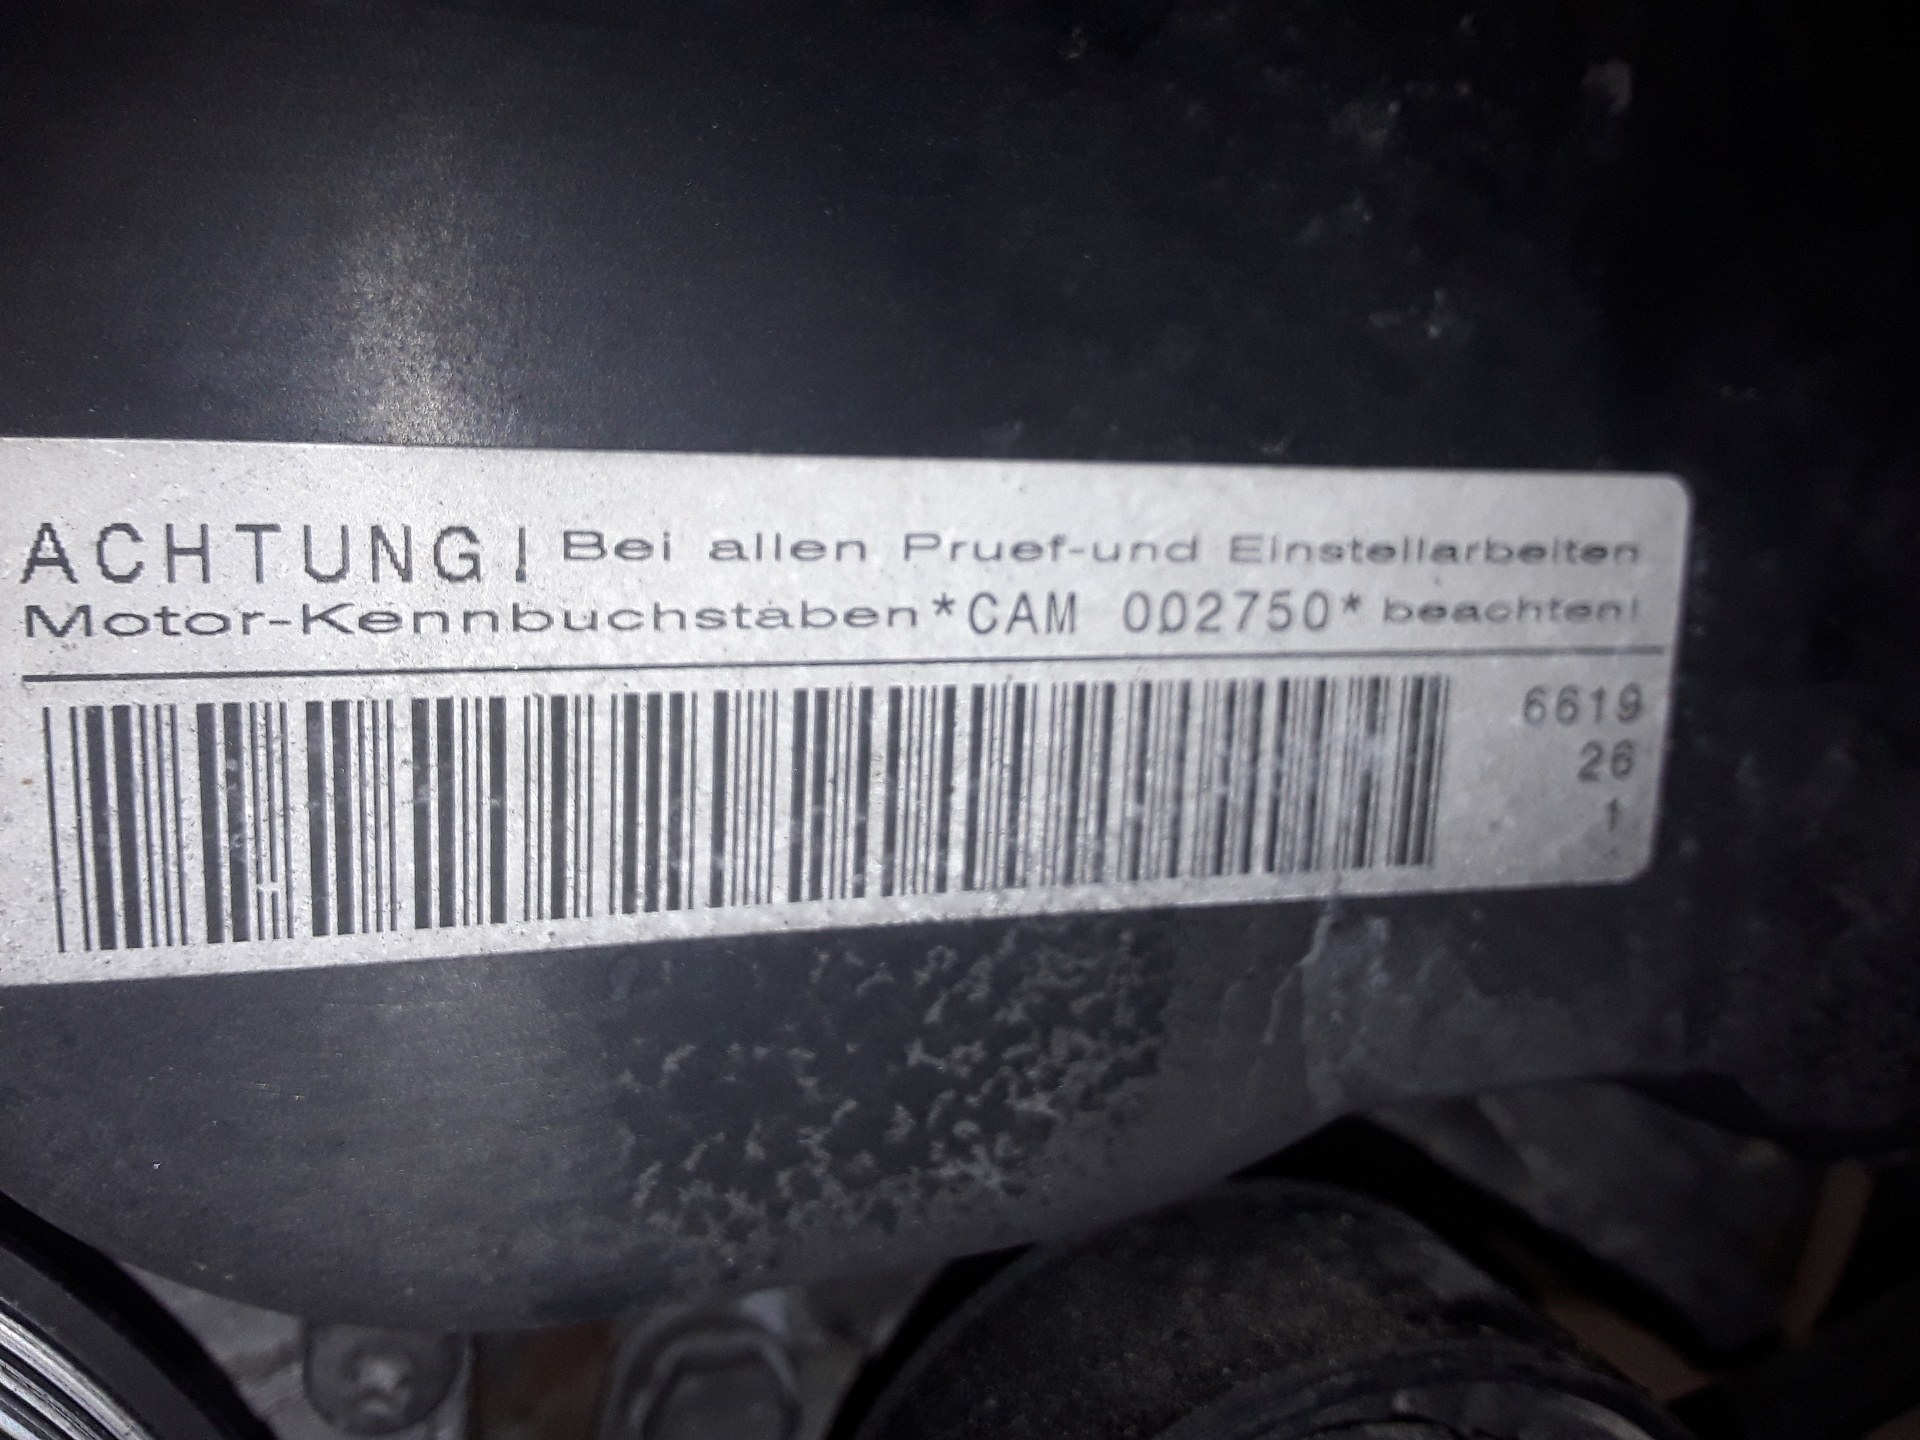 ACHTUNG! Bei allen Pruef-und Einstellarbeiten
Motor-Kennbuchstaben *CAM 002750* beachten!
6619
26
1